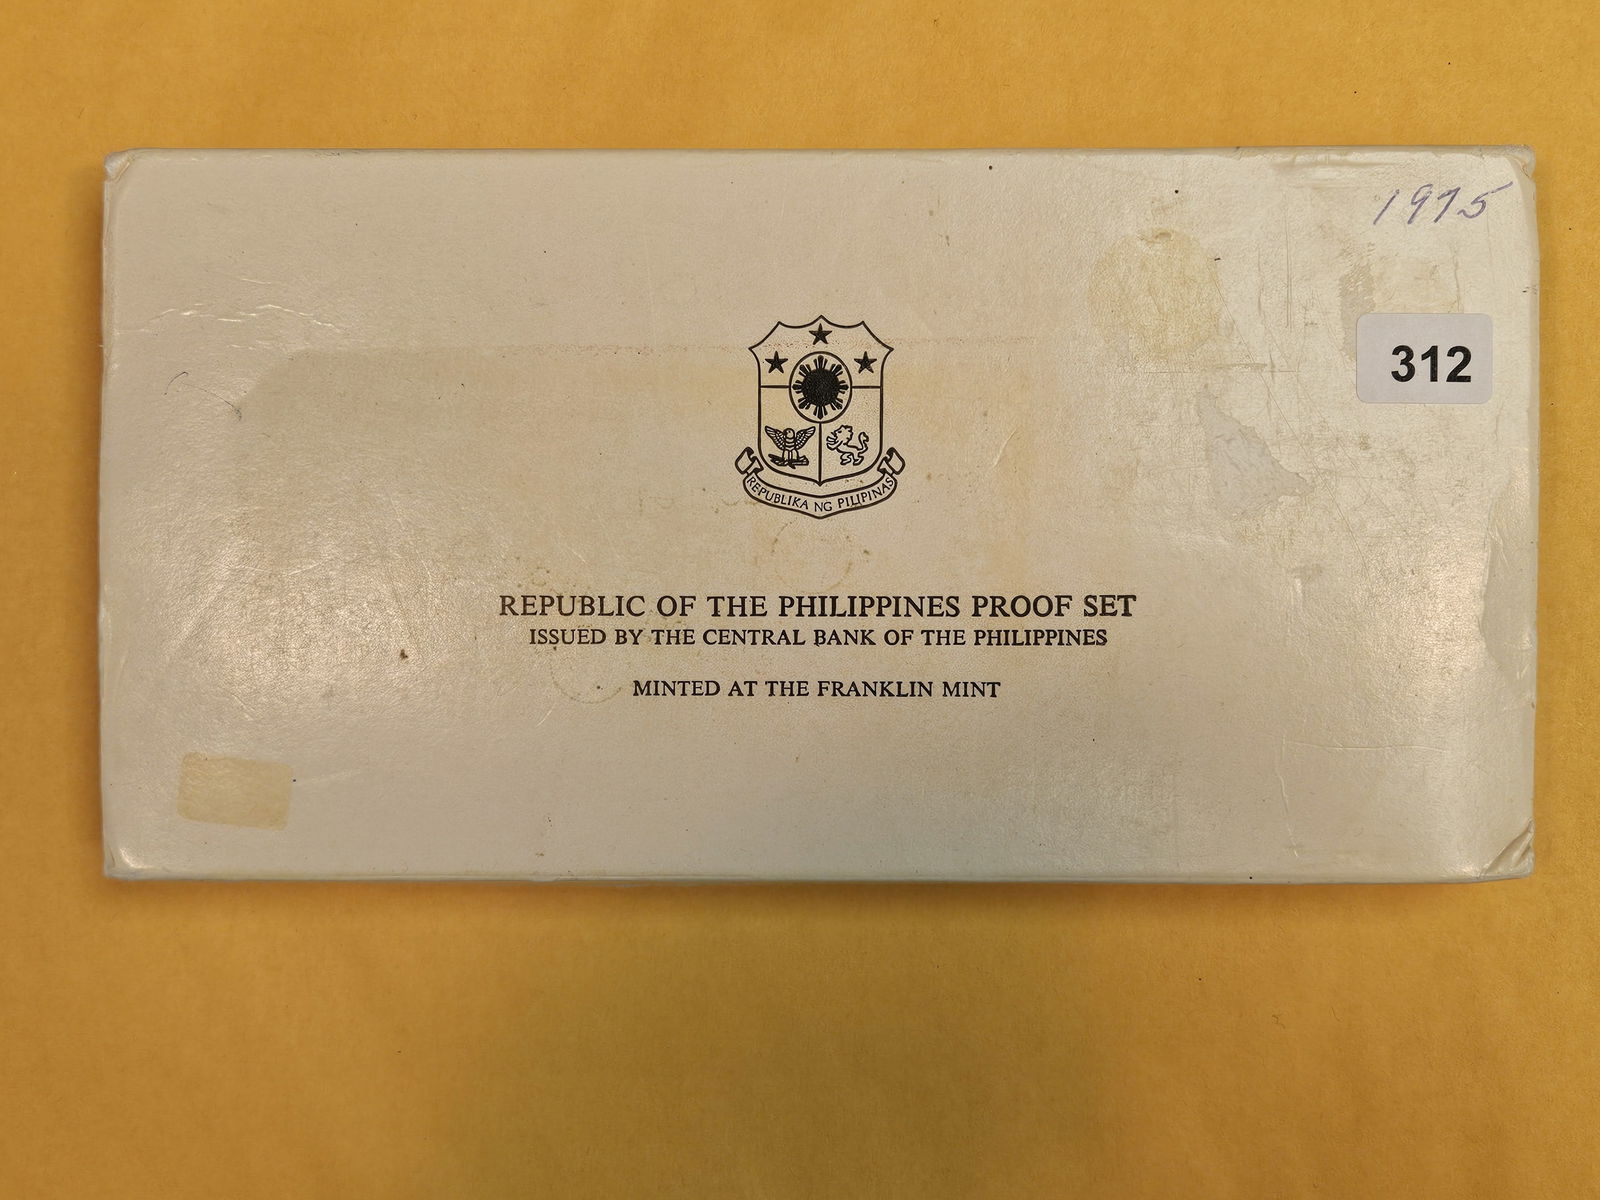 1975
312
REPUBLIKA NG PILIPINAS
REPUBLIC OF THE PHILIPPINES PROOF SET
ISSUED BY THE CENTRAL BANK OF THE PHILIPPINES
MINTED AT THE FRANKLIN MINT